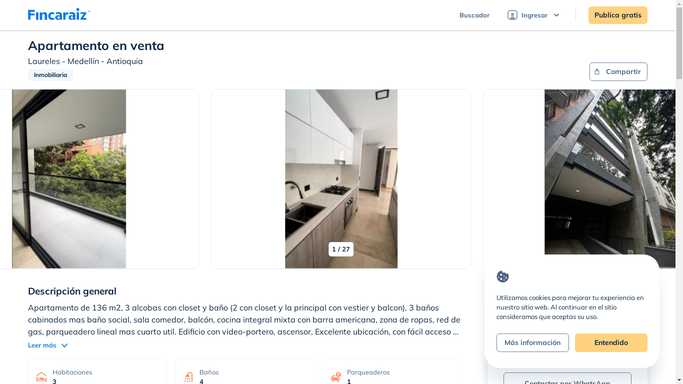 Fincaraiz
Buscador
Ingresar
Publica gratis
Apartamento en venta
Laureles - Medellín - Antioquia
Inmobiliaria
Compartir
1 / 27
Descripción general
Apartamento de 136 m2, 3 alcobas con closet y baño (2 con closet y la principal con vestier y balcon), 3 baños
cabinados mas baño social, sala comedor, balcón, cocina integral mixta con barra americana, zona de ropas, red de
gas, parqueadero lineal mas cuarto util. Edificio con video-portero, ascensor. Excelente ubicación, con fácil acceso ...
Leer más
Habitaciones
3
Baños
4
Parqueaderos
1
Utilizamos cookies para mejorar tu experiencia en
nuestro sitio web. Al continuar en el sitio
consideramos que aceptas su uso.
Más información
Entendido
Contactar por WhatsApp